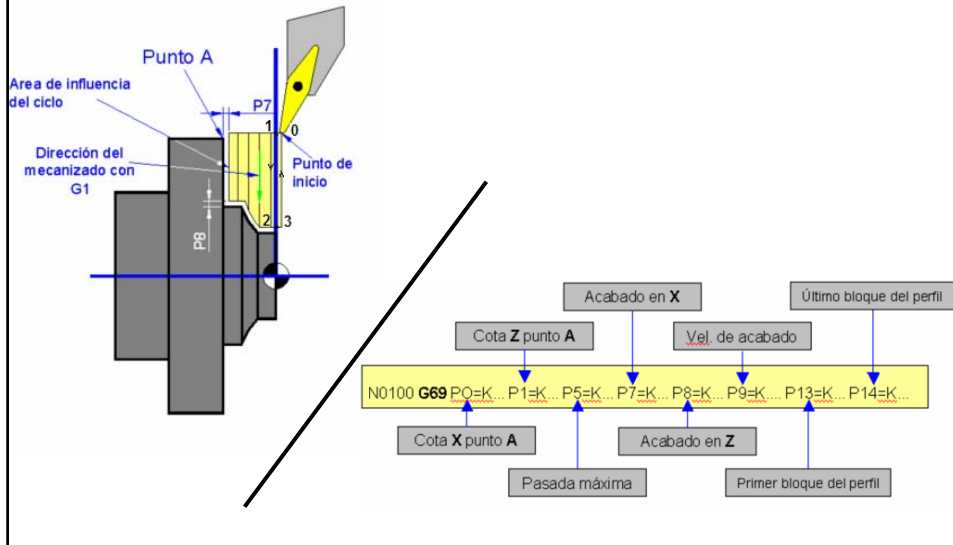 Punto A
Area de influencia
del ciclo
P7
1
0
Dirección del
mecanizado con
G1
Punto de
inicio
2
3
P8
Acabado en X
Último bloque del perfil
Cota Z punto A
Vel. de acabado
N0100 G69 PO=K... P1=K... P5=K... P7=K... P8=K... P9=K.... P13=K... P14=K...
Cota X punto A
Acabado en Z
Pasada máxima
Primer bloque del perfil